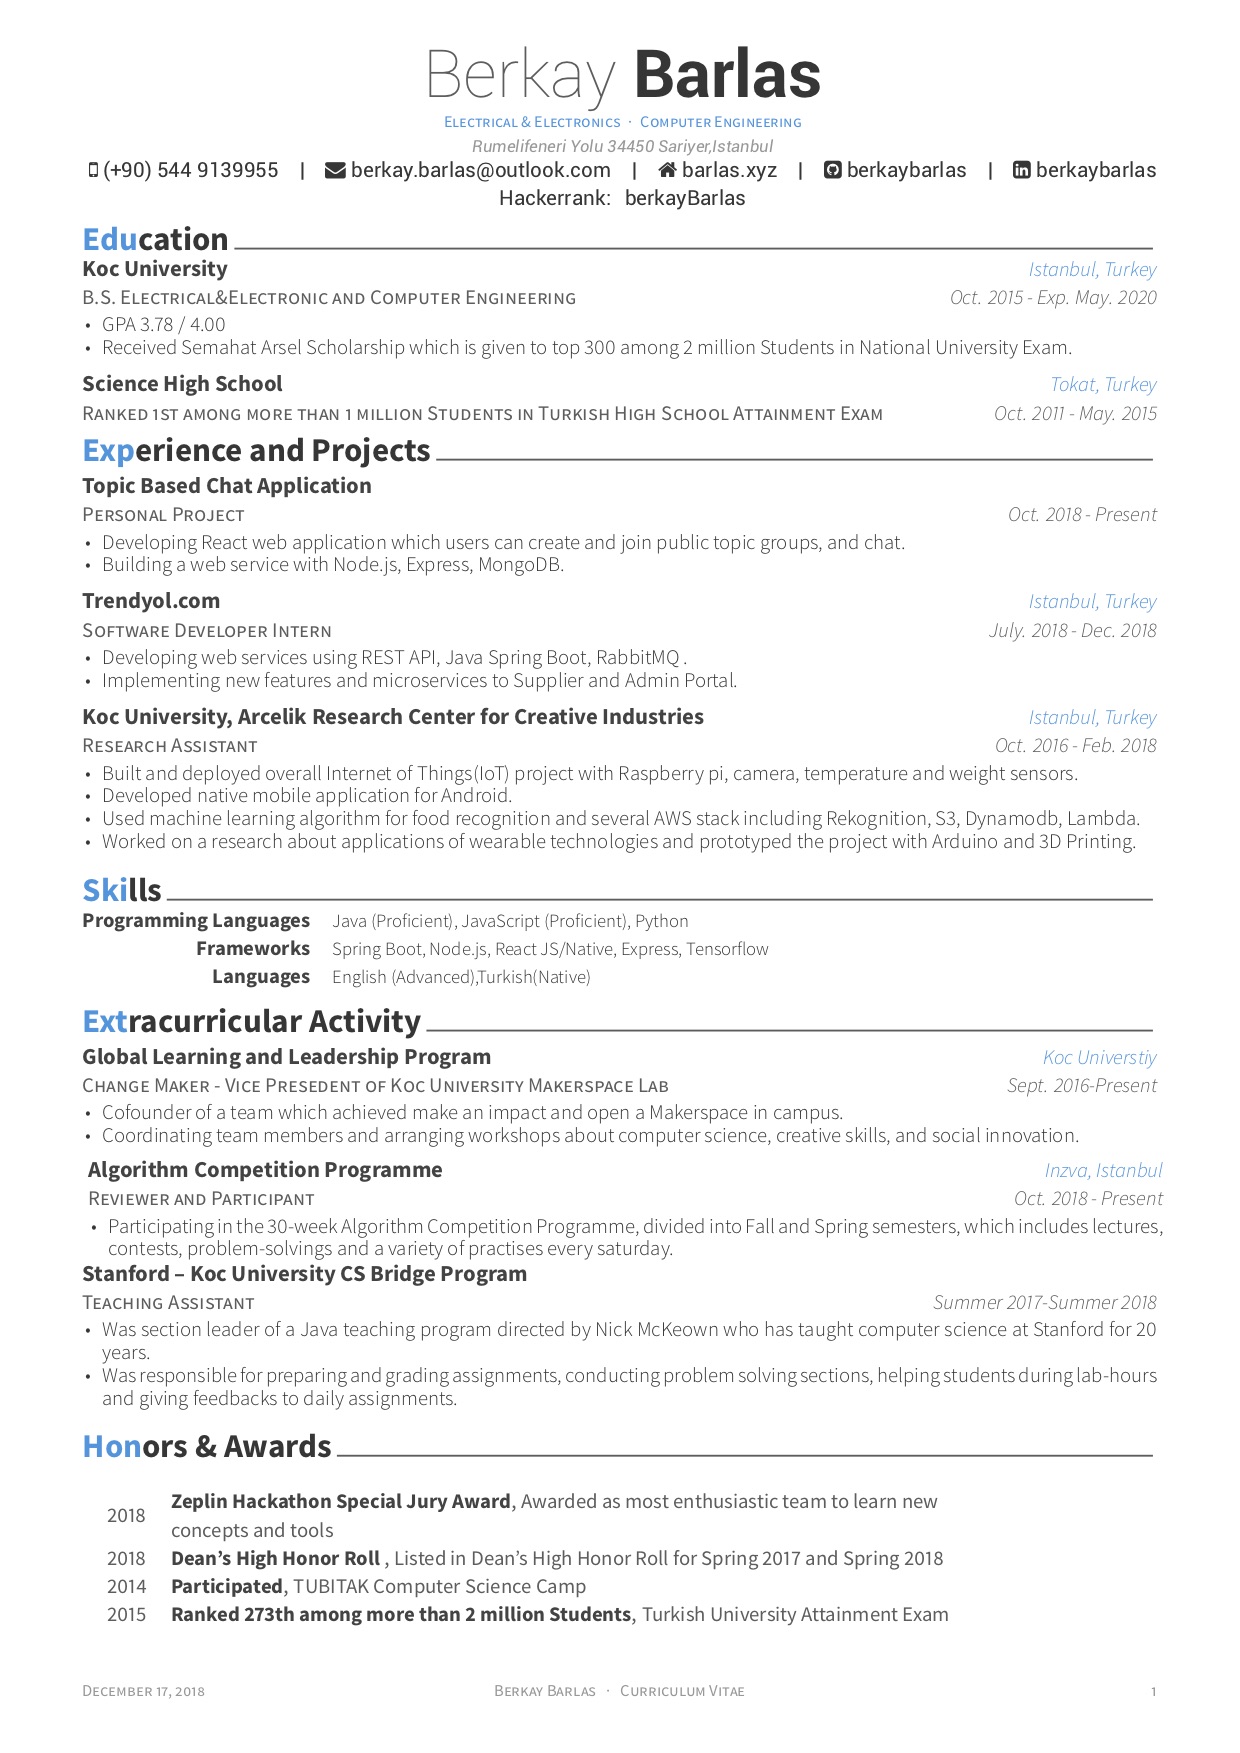 Berkay Barlas
Electrical & Electronics · Computer Engineering
Rumelifeneri Yolu 34450 Sariyer,Istanbul
(+90) 544 9139955 | berkay.barlas@outlook.com | barlas.xyz | berkaybarlas | berkaybarlas
Hackerrank: berkayBarlas
Education
Koc University Istanbul, Turkey
B.S. Electrical&Electronic and Computer Engineering Oct. 2015 - Exp. May. 2020
• GPA 3.78 / 4.00
• Received Semahat Arsel Scholarship which is given to top 300 among 2 million Students in National University Exam.
Science High School Tokat, Turkey
Ranked 1st among more than 1 million Students in Turkish High School Attainment Exam Oct. 2011 - May. 2015
Experience and Projects
Topic Based Chat Application
Personal Project Oct. 2018 - Present
• Developing React web application which users can create and join public topic groups, and chat.
• Building a web service with Node.js, Express, MongoDB.
Trendyol.com Istanbul, Turkey
Software Developer Intern July. 2018 - Dec. 2018
• Developing web services using REST API, Java Spring Boot, RabbitMQ .
• Implementing new features and microservices to Supplier and Admin Portal.
Koc University, Arcelik Research Center for Creative Industries Istanbul, Turkey
Research Assistant Oct. 2016 - Feb. 2018
• Built and deployed overall Internet of Things(IoT) project with Raspberry pi, camera, temperature and weight sensors.
• Developed native mobile application for Android.
• Used machine learning algorithm for food recognition and several AWS stack including Rekognition, S3, Dynamodb, Lambda.
• Worked on a research about applications of wearable technologies and prototyped the project with Arduino and 3D Printing.
Skills
Programming Languages Java (Proficient), JavaScript (Proficient), Python
Frameworks Spring Boot, Node.js, React JS/Native, Express, Tensorflow
Languages English (Advanced),Turkish(Native)
Extracurricular Activity
Global Learning and Leadership Program Koc Universtiy
Change Maker - Vice Presedent of Koc University Makerspace Lab Sept. 2016-Present
• Cofounder of a team which achieved make an impact and open a Makerspace in campus.
• Coordinating team members and arranging workshops about computer science, creative skills, and social innovation.
Algorithm Competition Programme Inzva, Istanbul
Reviewer and Participant Oct. 2018 - Present
• Participating in the 30-week Algorithm Competition Programme, divided into Fall and Spring semesters, which includes lectures,
contests, problem-solvings and a variety of practises every saturday.
Stanford – Koc University CS Bridge Program
Teaching Assistant Summer 2017-Summer 2018
• Was section leader of a Java teaching program directed by Nick McKeown who has taught computer science at Stanford for 20
years.
• Was responsible for preparing and grading assignments, conducting problem solving sections, helping students during lab-hours
and giving feedbacks to daily assignments.
Honors & Awards
2018 Zeplin Hackathon Special Jury Award, Awarded as most enthusiastic team to learn new
concepts and tools
2018 Dean’s High Honor Roll , Listed in Dean’s High Honor Roll for Spring 2017 and Spring 2018
2014 Participated, TUBITAK Computer Science Camp
2015 Ranked 273th among more than 2 million Students, Turkish University Attainment Exam
December 17, 2018 Berkay Barlas · Curriculum Vitae 1